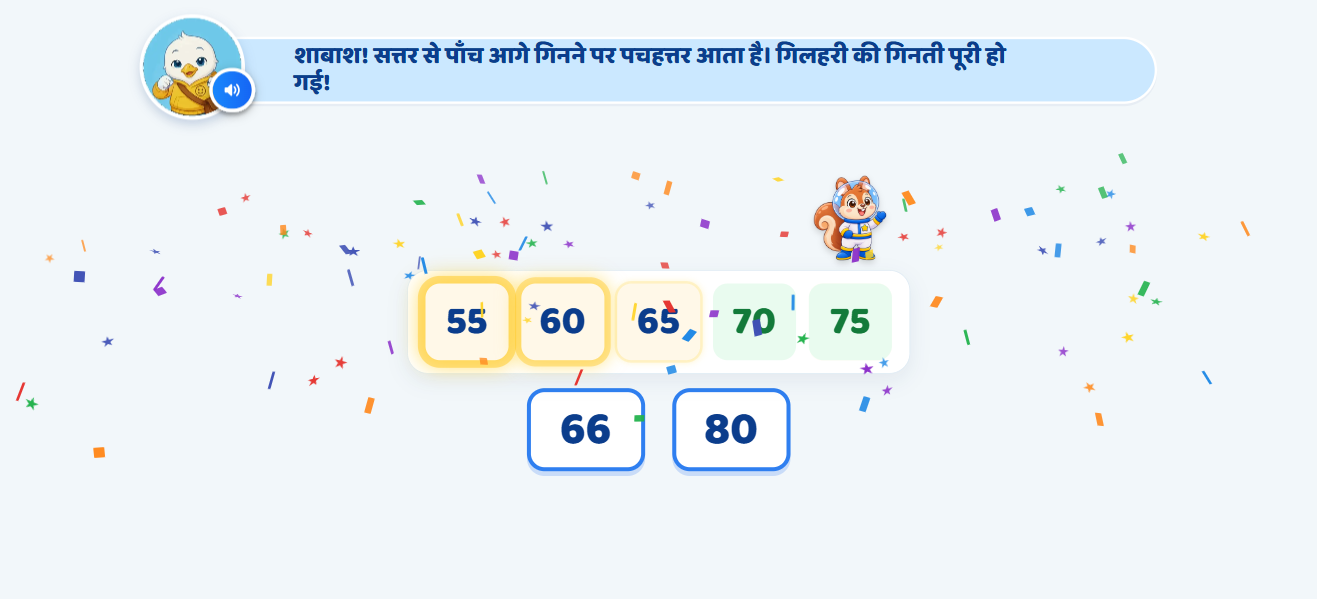 शाबाश! सत्तर से पाँच आगे गिनने पर पचहत्तर आता है। गिलहरी की गिनती पूरी हो
गई!
55 60 65 70 75
66 80